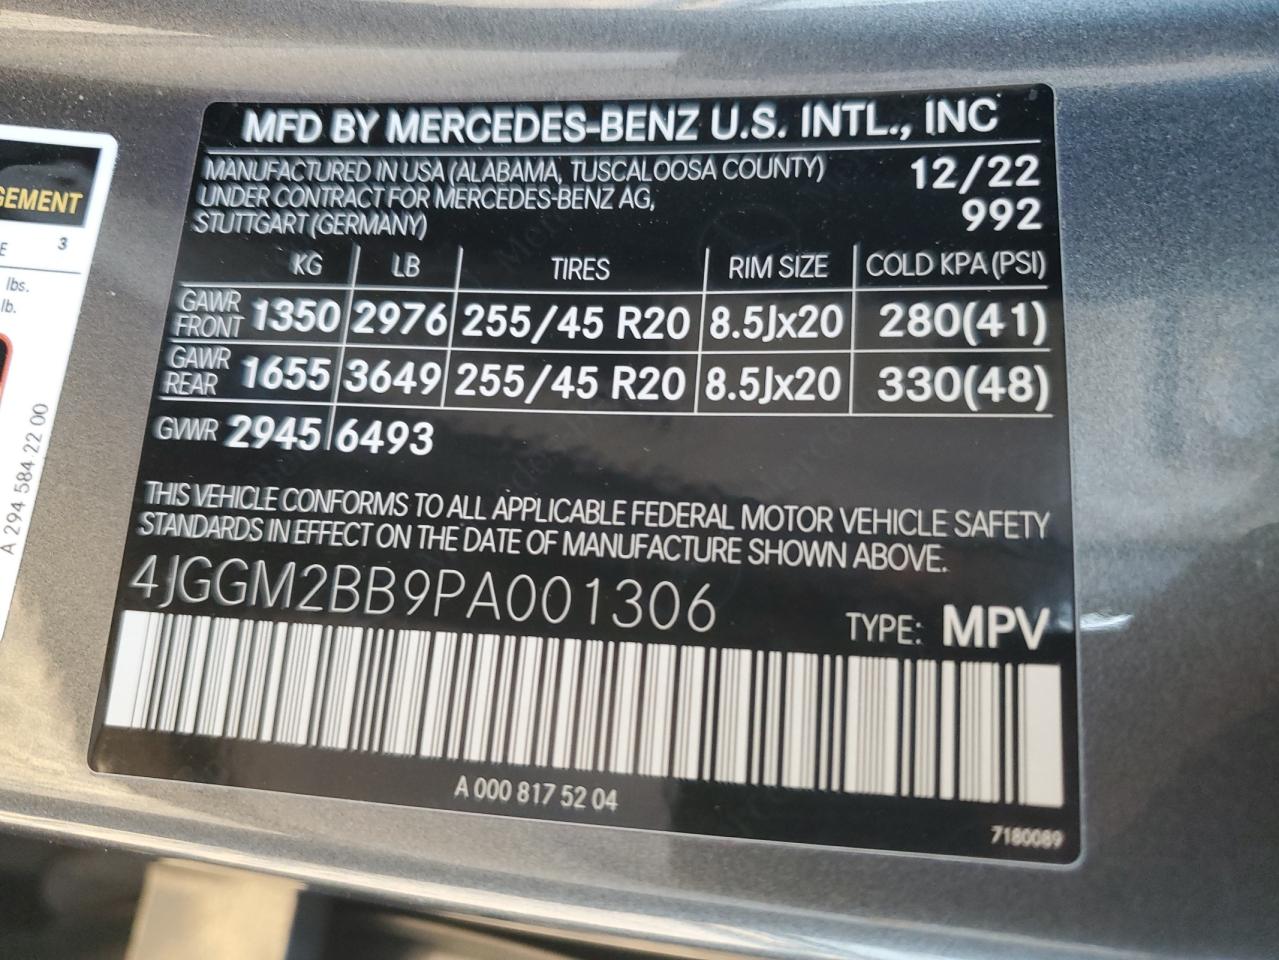 GEMENT
E 3
lbs.
lb.
A 294 584 22 00
MFD BY MERCEDES-BENZ U.S. INTL., INC
MANUFACTURED IN USA (ALABAMA, TUSCALOOSA COUNTY) 12/22
UNDER CONTRACT FOR MERCEDES-BENZ AG, 992
STUTTGART (GERMANY)
KG LB TIRES RIM SIZE COLD KPA (PSI)
GAWR FRONT 1350 2976 255/45 R20 8.5Jx20 280(41)
GAWR REAR 1655 3649 255/45 R20 8.5Jx20 330(48)
GVWR 2945 6493
THIS VEHICLE CONFORMS TO ALL APPLICABLE FEDERAL MOTOR VEHICLE SAFETY
STANDARDS IN EFFECT ON THE DATE OF MANUFACTURE SHOWN ABOVE.
4JGGM2BB9PA001306
TYPE: MPV
A 000 817 52 04
7180089